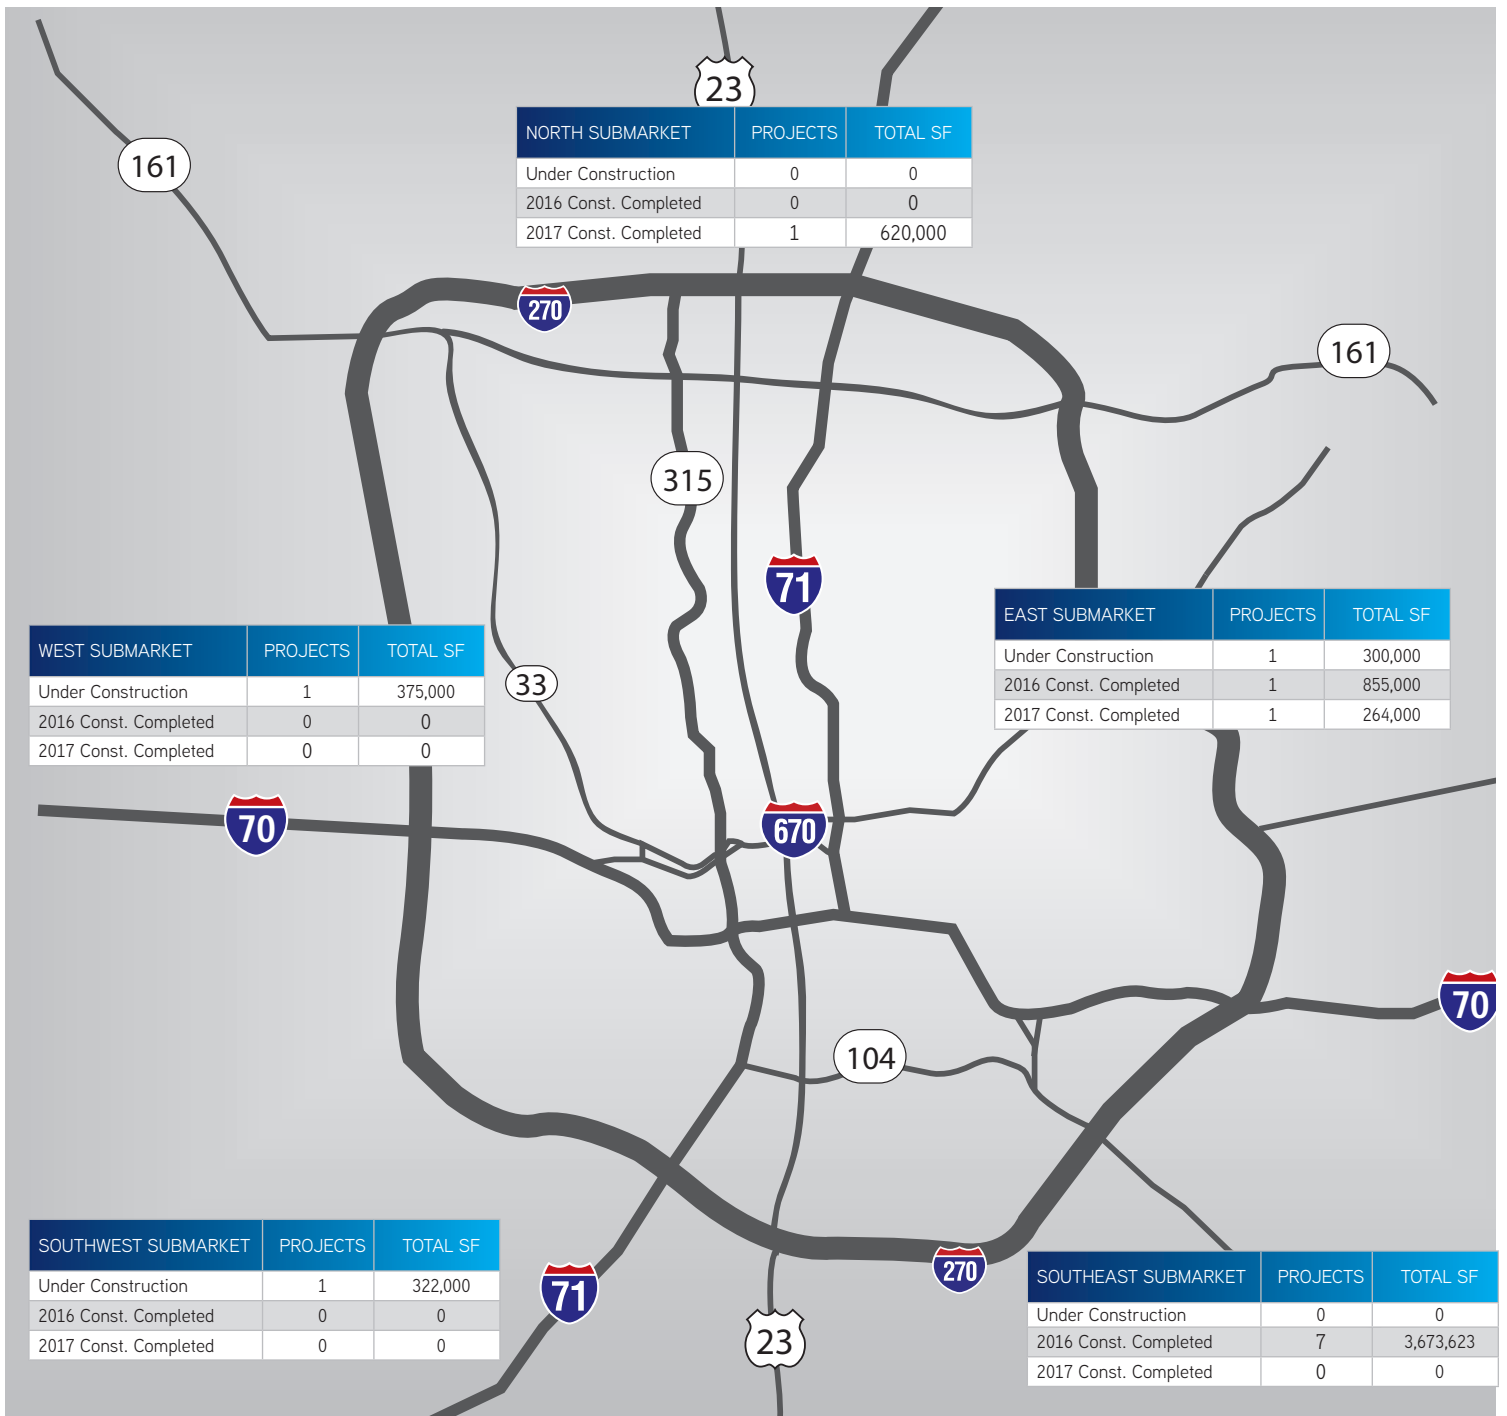 23
NORTH SUBMARKET PROJECTS TOTAL SF
Under Construction 0 0
2016 Const. Completed 0 0
2017 Const. Completed 1 620,000
161
270
161
315
71
EAST SUBMARKET PROJECTS TOTAL SF
Under Construction 1 300,000
2016 Const. Completed 1 855,000
2017 Const. Completed 1 264,000
WEST SUBMARKET PROJECTS TOTAL SF
Under Construction 1 375,000
2016 Const. Completed 0 0
2017 Const. Completed 0 0
33
70
670
70
104
SOUTHWEST SUBMARKET PROJECTS TOTAL SF
Under Construction 1 322,000
2016 Const. Completed 0 0
2017 Const. Completed 0 0
71
270
23
SOUTHEAST SUBMARKET PROJECTS TOTAL SF
Under Construction 0 0
2016 Const. Completed 7 3,673,623
2017 Const. Completed 0 0